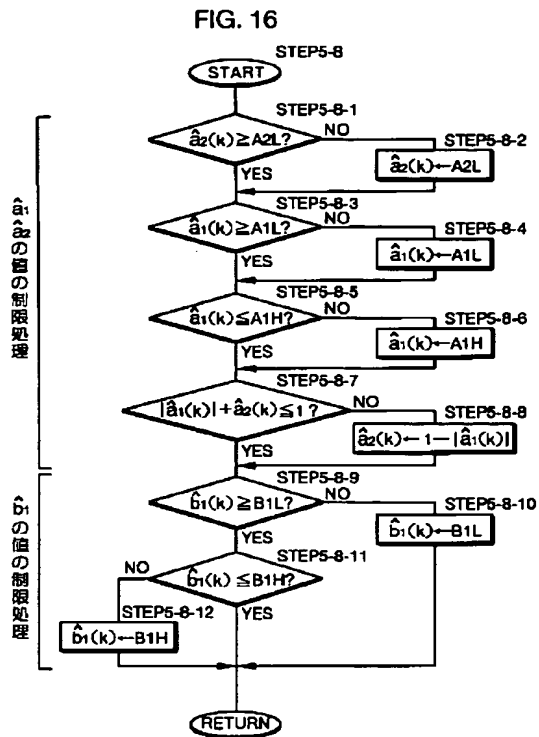 FIG. 16
STEP5-8
START
STEP5-8-1
â2(k)≧A2L?
NO
YES
STEP5-8-2
â2(k)←A2L
STEP5-8-3
â1(k)≧A1L?
NO
YES
STEP5-8-4
â1(k)←A1L
STEP5-8-5
â1(k)≦A1H?
NO
YES
STEP5-8-6
â1(k)←A1H
STEP5-8-7
|â1(k)|+â2(k)≦1?
NO
STEP5-8-8
â2(k)←1—|â1(k)|
YES
STEP5-8-9
b̂1(k)≧B1L?
NO
YES
STEP5-8-10
b̂1(k)←B1L
STEP5-8-11
b̂1(k)≦B1H?
NO
YES
STEP5-8-12
b̂1(k)←B1H
RETURN
â1
â2の値の制限処理
b̂1の値の制限処理